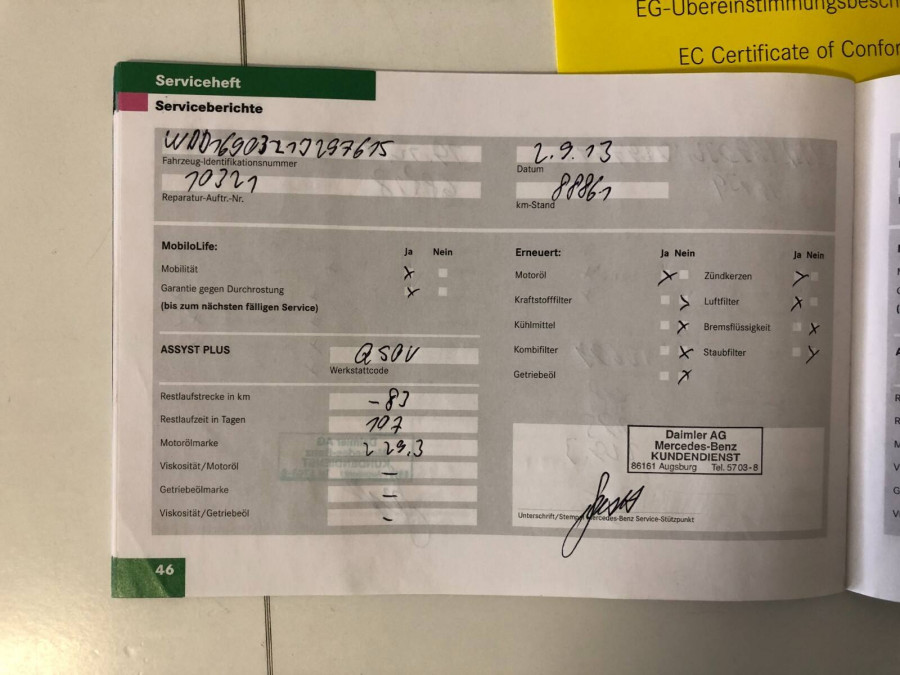 EG-Übereinstimmungsbesch
EC Certificate of Confor
Serviceheft
Serviceberichte
WDD1690321J297615
Fahrzeug-Identifikationsnummer
2.9.13
Datum
10321
Reparatur-Auftr.-Nr.
88861
km-Stand
MobiloLife:
Ja Nein
Mobilität
Garantie gegen Durchrostung
(bis zum nächsten fälligen Service)
Erneuert:
Ja Nein
Ja Nein
Motoröl
Zündkerzen
Kraftstofffilter
Luftfilter
Kühlmittel
Bremsflüssigkeit
Kombifilter
Staubfilter
Getriebeöl
ASSYST PLUS
Werkstattcode
Restlaufstrecke in km
-83
Restlaufzeit in Tagen
107
Motorölmarke
229.3
Viskosität/Motoröl
–
Getriebeölmarke
–
Viskosität/Getriebeöl
–
Daimler AG
Mercedes-Benz
KUNDENDIENST
86161 Augsburg Tel. 57 03 - 8
Unterschrift/Stempel Mercedes-Benz Service-Stützpunkt
46